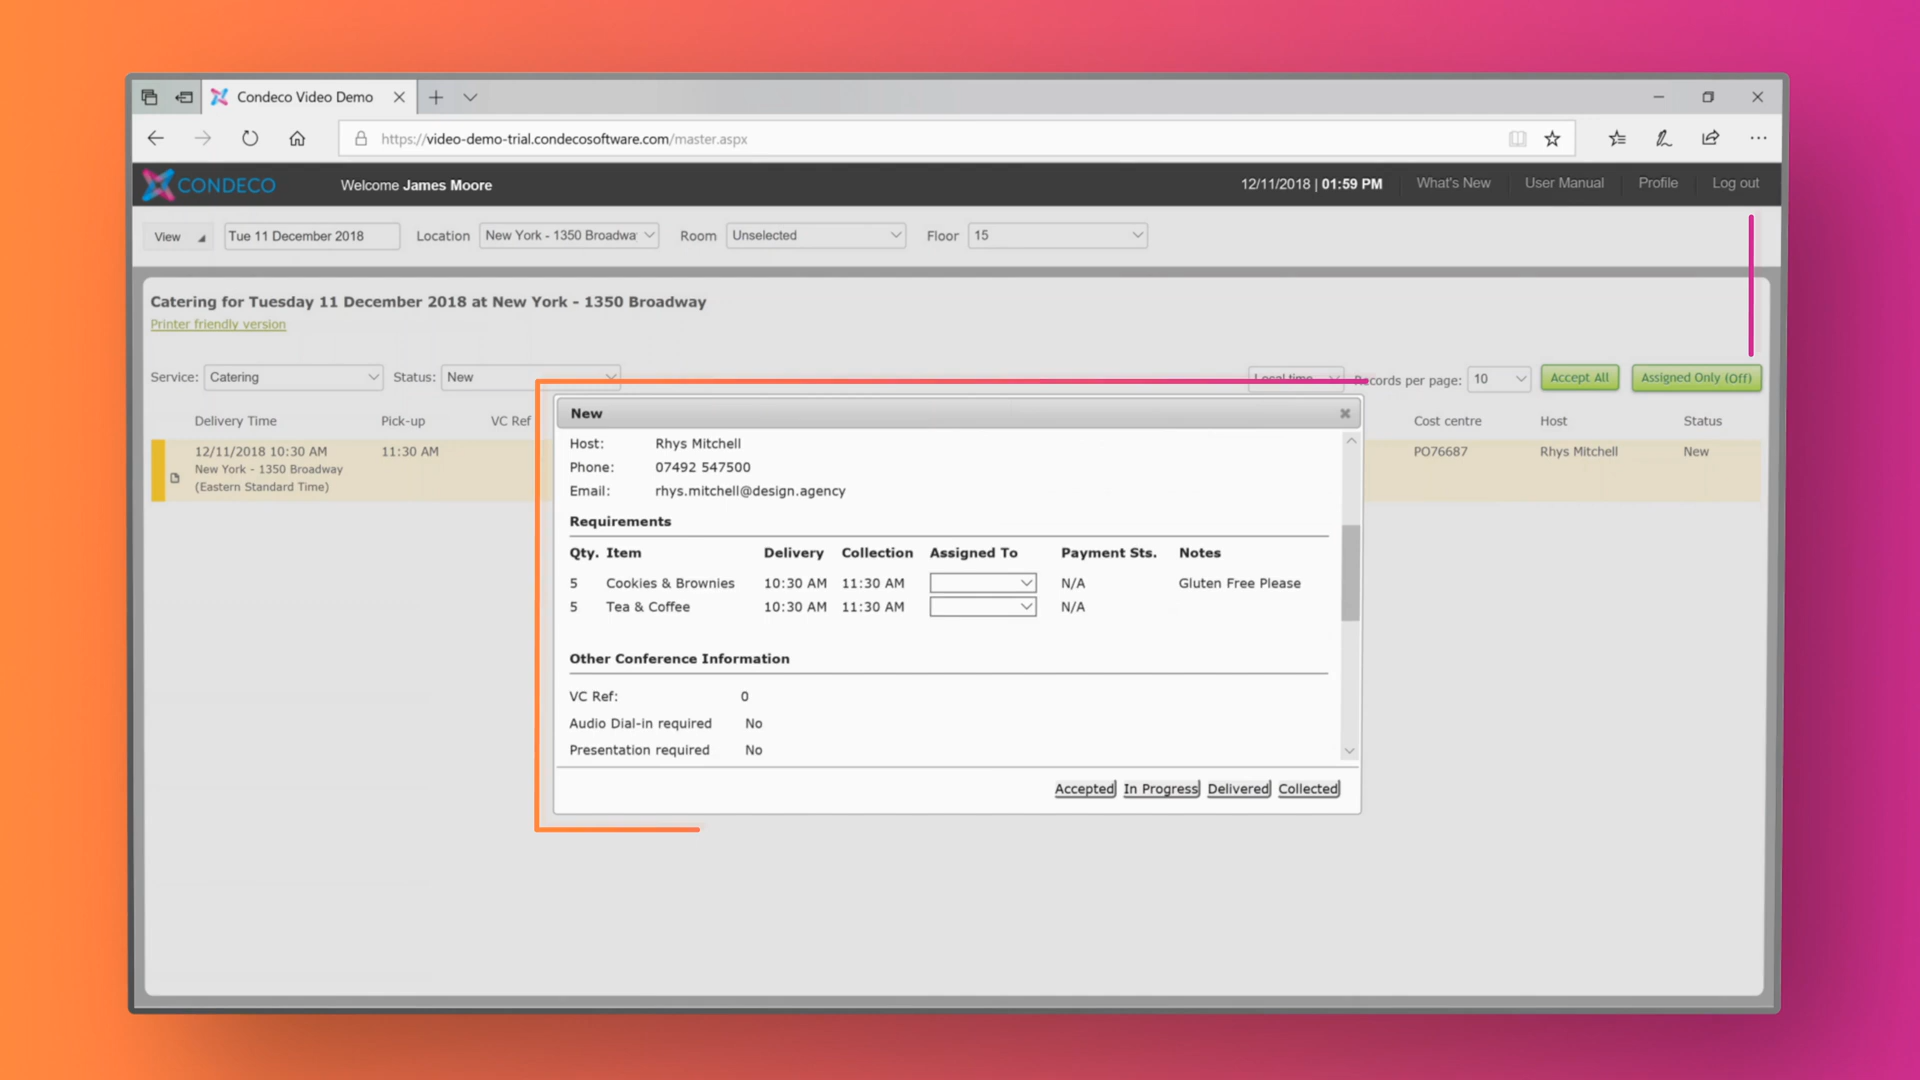 Condeco Video Demo
https://video-demo-trial.condecosoftware.com/master.aspx
CONDECO
Welcome James Moore
12/11/2018 | 01:59 PM
What's New
User Manual
Profile
Log out
View
Tue 11 December 2018
Location
New York - 1350 Broadwa
Room
Unselected
Floor
15
Catering for Tuesday 11 December 2018 at New York - 1350 Broadway
Printer friendly version
Service:
Catering
Status:
New
Local time
Records per page:
10
Accept All
Assigned Only (Off)
Delivery Time
Pick-up
VC Ref
Cost centre
Host
Status
12/11/2018 10:30 AM
New York - 1350 Broadway
(Eastern Standard Time)
11:30 AM
PO76687
Rhys Mitchell
New
New
Host: Rhys Mitchell
Phone: 07492 547500
Email: rhys.mitchell@design.agency
Requirements
Qty. Item Delivery Collection Assigned To Payment Sts. Notes
5 Cookies & Brownies 10:30 AM 11:30 AM N/A Gluten Free Please
5 Tea & Coffee 10:30 AM 11:30 AM N/A
Other Conference Information
VC Ref: 0
Audio Dial-in required No
Presentation required No
Accepted In Progress Delivered Collected